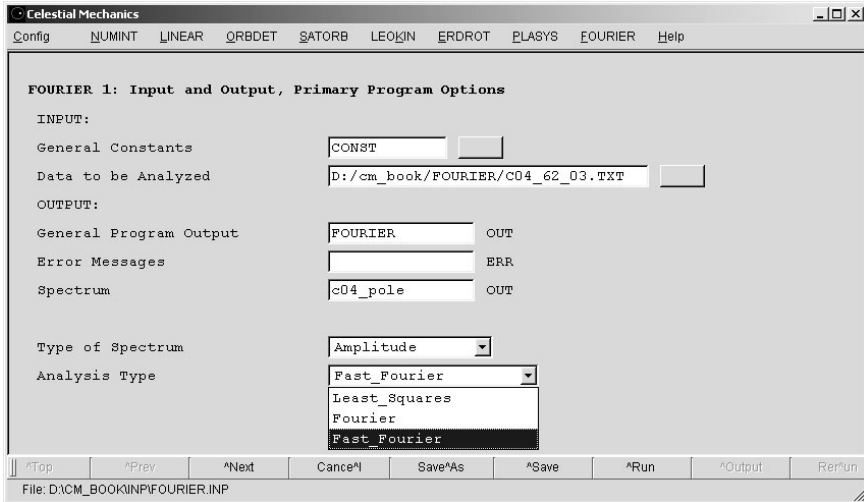 Celestial Mechanics
Config NUMINT LINEAR ORBDET SATORB LEOKIN ERDROT PLASYS FOURIER Help
FOURIER 1: Input and Output, Primary Program Options
INPUT:
General Constants CONST
Data to be Analyzed D:/cm_book/FOURIER/C04_62_03.TXT
OUTPUT:
General Program Output FOURIER OUT
Error Messages ERR
Spectrum c04_pole OUT
Type of Spectrum Amplitude
Analysis Type Fast_Fourier
Least_Squares
Fourier
Fast_Fourier
^Top ^Prev ^Next Cance^l Save^As ^Save ^Run ^Output Rer^un
File: D:\CM_BOOK\INP\FOURIER.INP